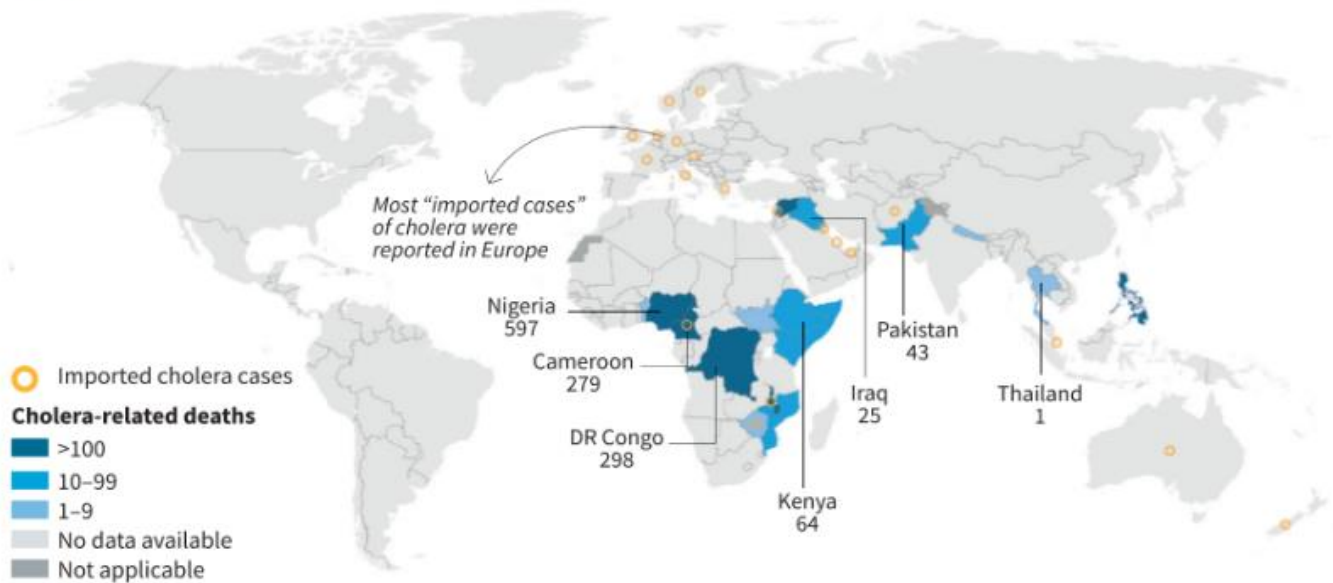 Most “imported cases”
of cholera were
reported in Europe
Nigeria
597
Cameroon
279
DR Congo
298
Kenya
64
Iraq
25
Pakistan
43
Thailand
1
Imported cholera cases
Cholera-related deaths
>100
10–99
1–9
No data available
Not applicable